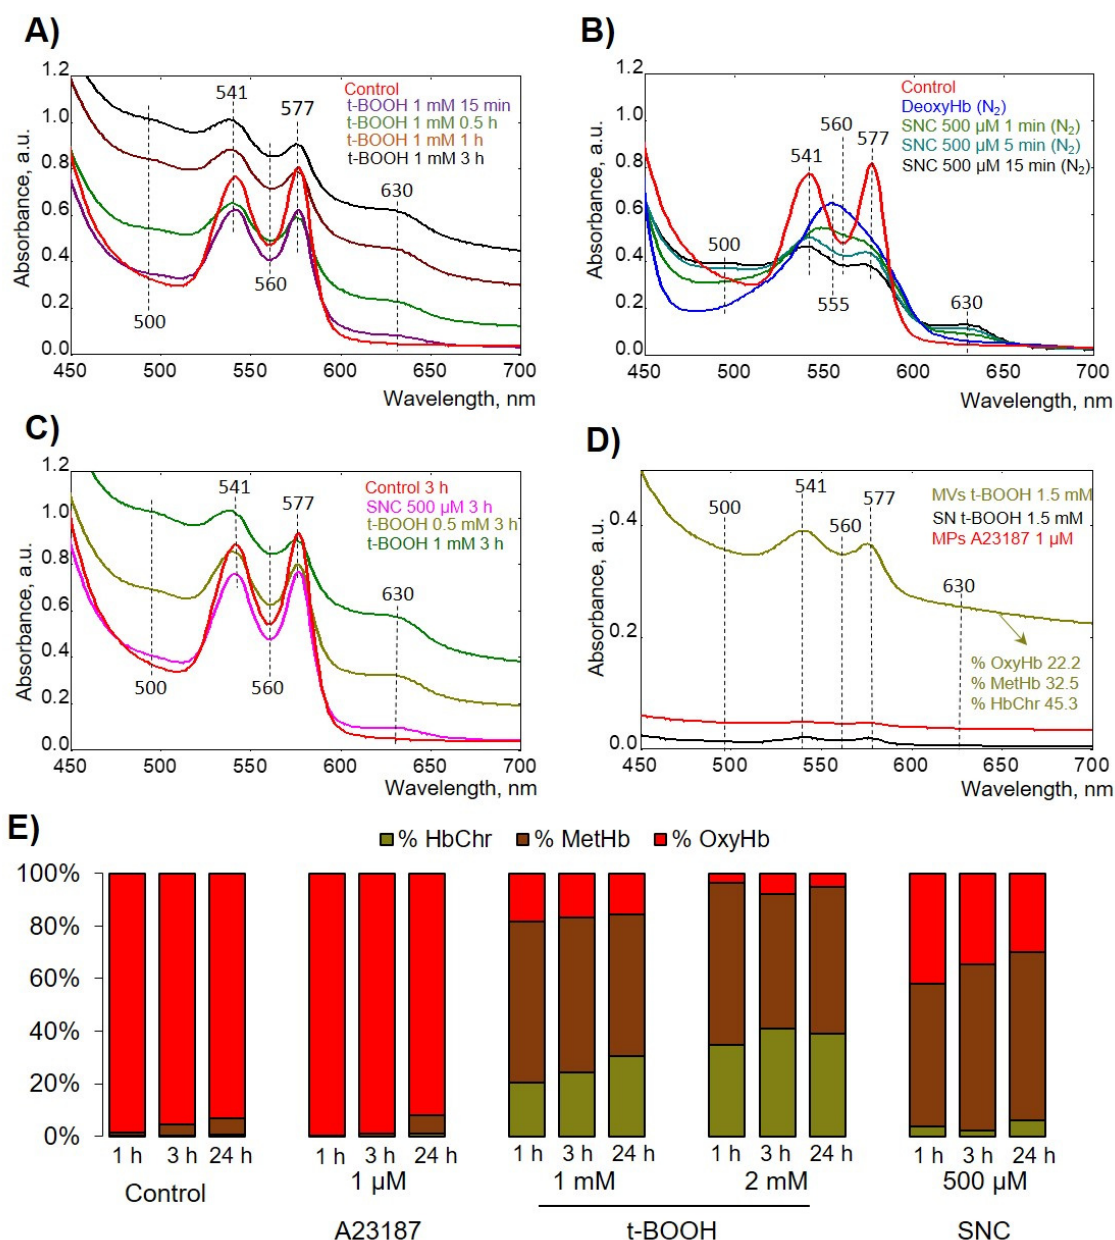 A)
Absorbance, a.u.
1.2
1.0
0.8
0.6
0.4
0.2
0.0
541
577
560
500
630
Control
t-BOOH 1 mM 15 min
t-BOOH 1 mM 0.5 h
t-BOOH 1 mM 1 h
t-BOOH 1 mM 3 h
450 500 550 600 650 700
Wavelength, nm
B)
Absorbance, a.u.
1.2
1.0
0.8
0.6
0.4
0.2
0.0
541
560
577
500
555
630
Control
DeoxyHb (N2)
SNC 500 µM 1 min (N2)
SNC 500 µM 5 min (N2)
SNC 500 µM 15 min (N2)
450 500 550 600 650 700
Wavelength, nm
C)
Absorbance, a.u.
1.2
1.0
0.8
0.6
0.4
0.2
0.0
541
577
500
560
630
Control 3 h
SNC 500 µM 3 h
t-BOOH 0.5 mM 3 h
t-BOOH 1 mM 3 h
450 500 550 600 650 700
Wavelength, nm
D)
Absorbance, a.u.
0.4
0.2
0.0
500
541
560
577
630
MVs t-BOOH 1.5 mM
SN t-BOOH 1.5 mM
MPs A23187 1 µM
% OxyHb 22.2
% MetHb 32.5
% HbChr 45.3
450 500 550 600 650 700
Wavelength, nm
E)
% HbChr % MetHb % OxyHb
100%
80%
60%
40%
20%
0%
1 h 3 h 24 h 1 h 3 h 24 h 1 h 3 h 24 h 1 h 3 h 24 h 1 h 3 h 24 h
Control 1 µM 1 mM 2 mM 500 µM
A23187 t-BOOH SNC